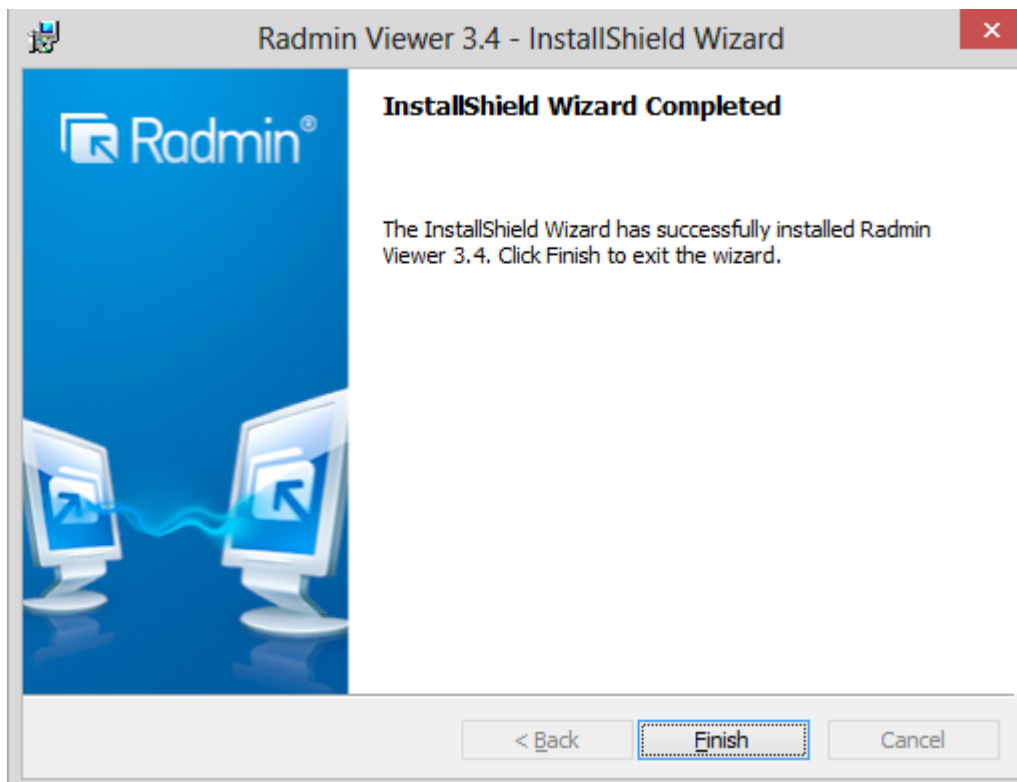 Radmin Viewer 3.4 - InstallShield Wizard
Radmin®
InstallShield Wizard Completed
The InstallShield Wizard has successfully installed Radmin
Viewer 3.4. Click Finish to exit the wizard.
< Back
Finish
Cancel